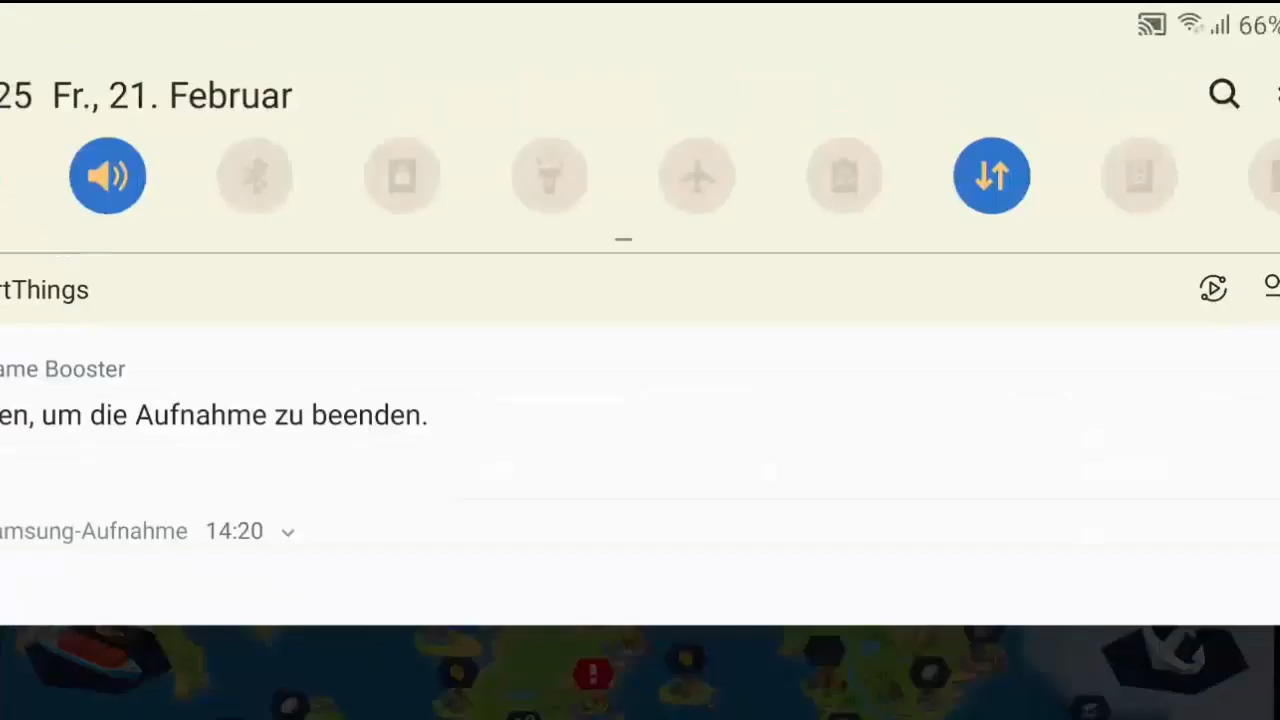 66%
25 Fr., 21. Februar
rtThings
ame Booster
en, um die Aufnahme zu beenden.
amsung-Aufnahme 14:20